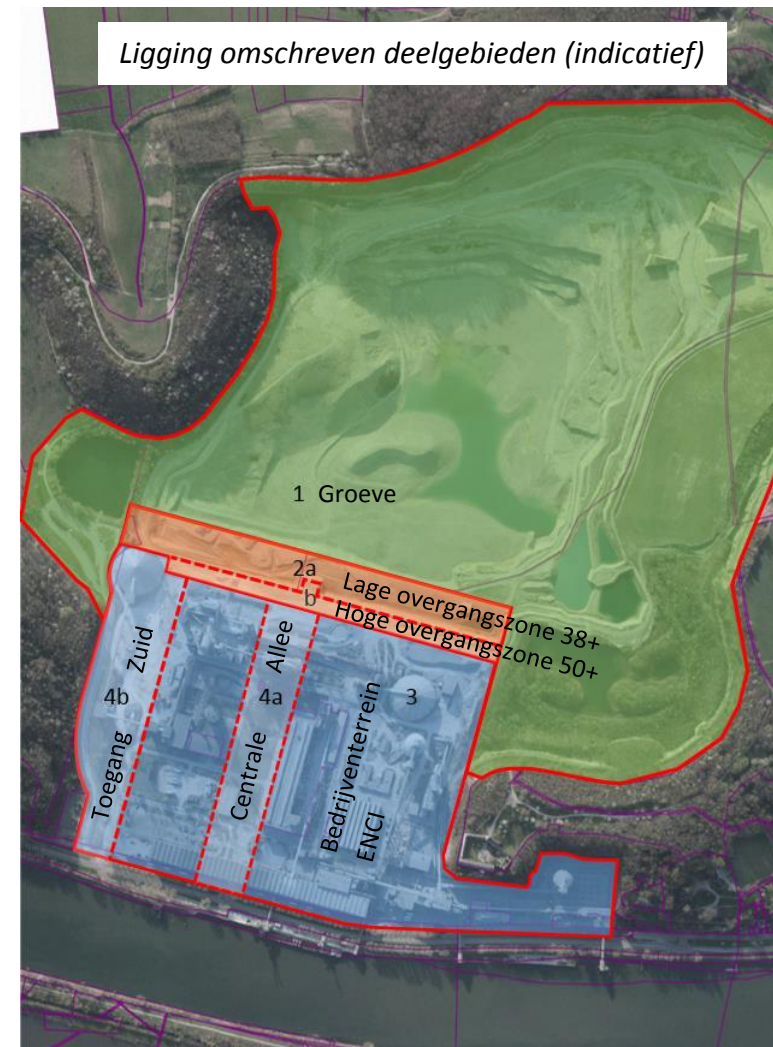 Ligging omschreven deelgebieden (indicatief)
1 Groeve
2a
b
Lage overgangszone 38+
Hoge overgangszone 50+
4b
Toegang Zuid
4a
Centrale Allee
3
Bedrijventerrein
ENCI